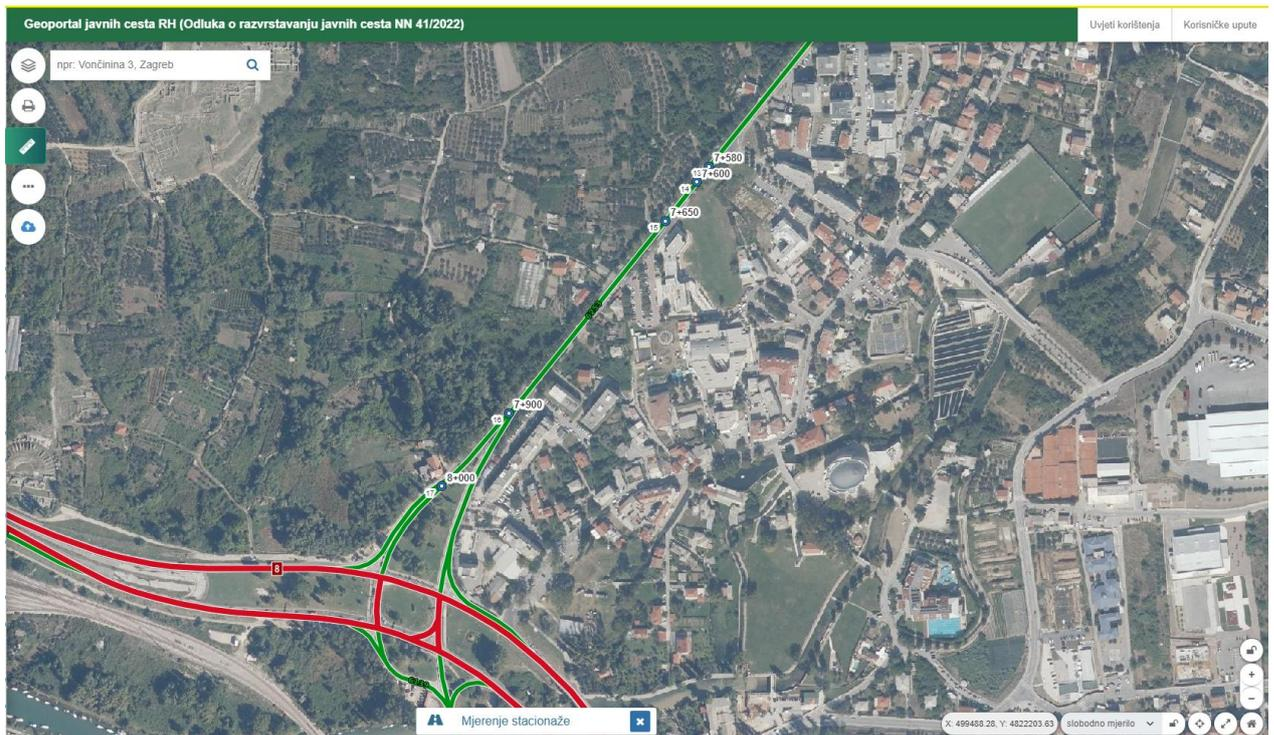 Geoportal javnih cesta RH (Odluka o razvrstavanju javnih cesta NN 41/2022)
Uvjeti korištenja
Korisničke upute
npr: Vončinina 3, Zagreb
7+580
13
7+600
14
7+650
15
7+900
16
8+000
17
8
Mjerenje stacionaže
X: 499488.28, Y: 4822203.63
slobodno mjerilo